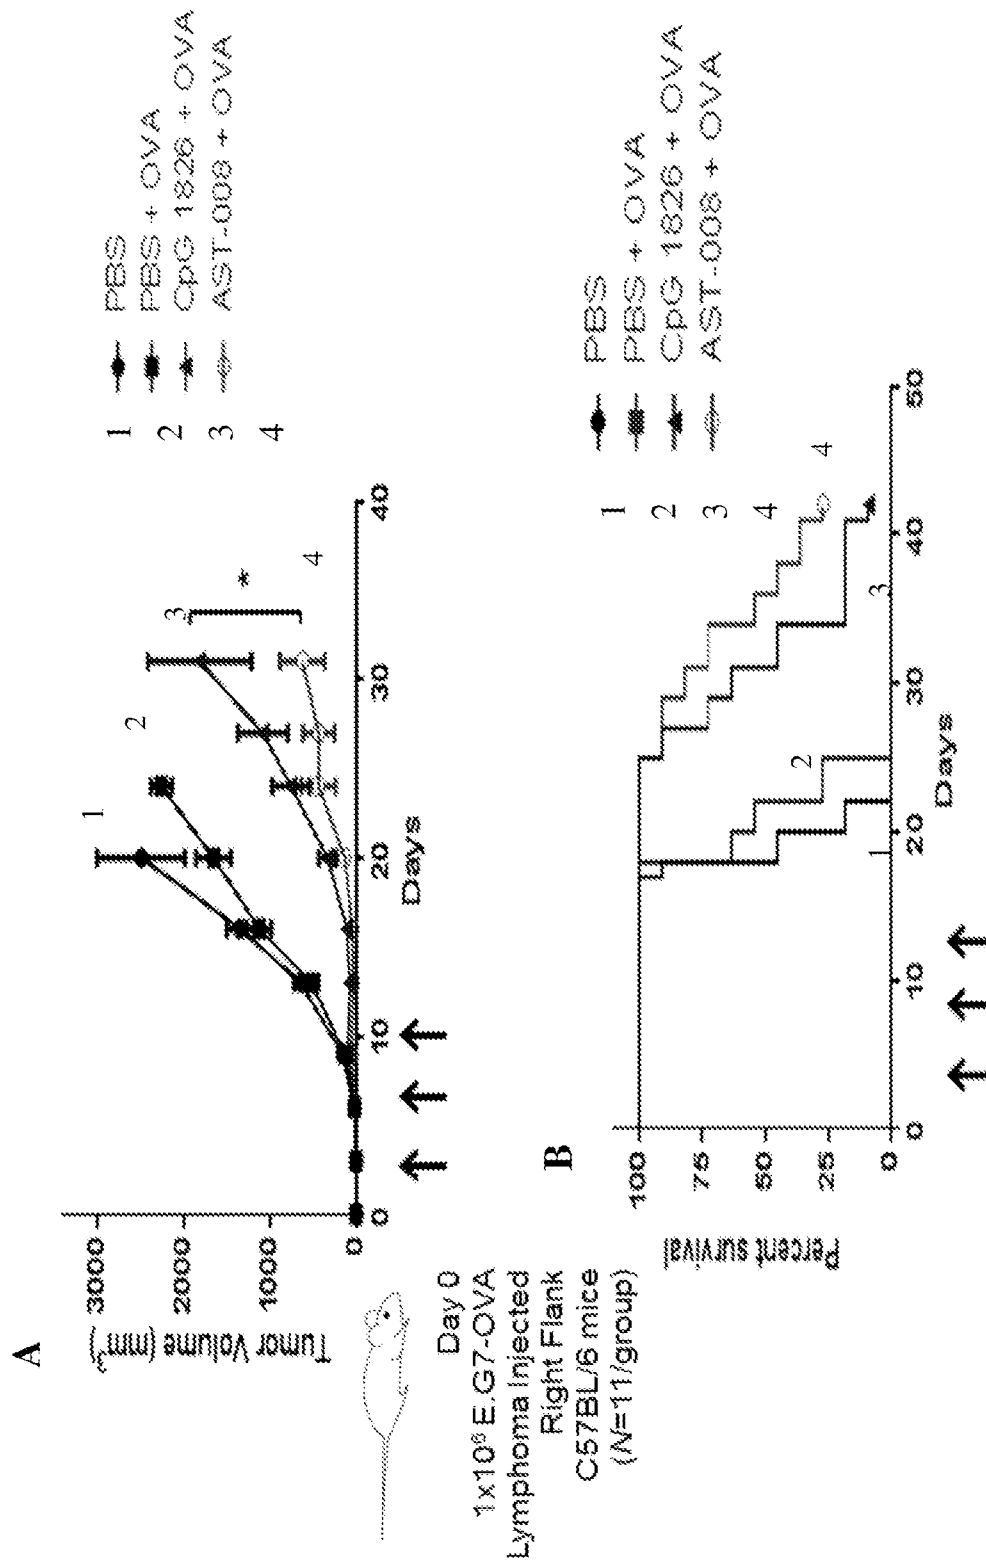 A
Tumor Volume (mm³)
3000
2000
1000
0
0
10
20
30
40
Days
1
2
3
4
*
1 PBS
2 PBS + OVA
3 CpG 1826 + OVA
4 AST-008 + OVA
Day 0
1x10⁶ E.G7-OVA
Lymphoma Injected
Right Flank
C57BL/6 mice
(N=11/group)
B
Percent survival
100
75
50
25
0
0
10
20
30
40
50
Days
1
2
3
4
1 PBS
2 PBS + OVA
3 CpG 1826 + OVA
4 AST-008 + OVA